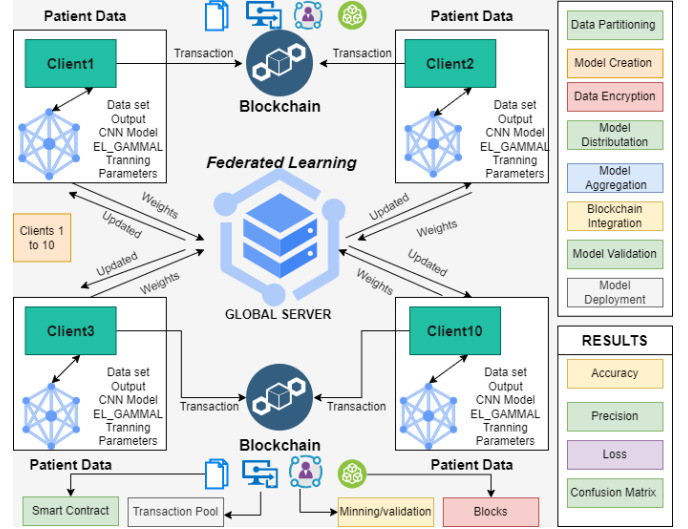 Patient Data
Patient Data
Client1
Transaction
Transaction
Client2
Blockchain
Data set
Output
CNN Model
EL_GAMMAL
Tranning
Parameters
Data set
Output
CNN Model
EL_GAMMAL
Tranning
Parameters
Federated Learning
Weights
Updated
Updated
Weights
Clients 1
to 10
Updated
Weights
Updated
Weights
GLOBAL SERVER
Client3
Client10
Data set
Output
CNN Model
EL_GAMMAL
Tranning
Parameters
Transaction
Transaction
Data set
Output
CNN Model
EL_GAMMAL
Tranning
Parameters
Blockchain
Patient Data
Patient Data
Smart Contract
Transaction Pool
Minning/validation
Blocks
Data Partitioning
Model Creation
Data Encryption
Model
Distribution
Model
Aggregation
Blockchain
Integration
Model Validation
Model
Deployment
RESULTS
Accuracy
Precision
Loss
Confusion Matrix